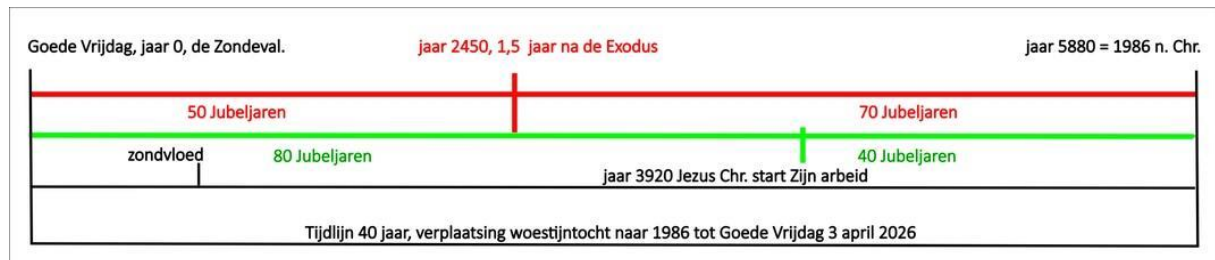 Goede Vrijdag, jaar 0, de Zondeval.
jaar 2450, 1,5 jaar na de Exodus
jaar 5880 = 1986 n. Chr.
50 Jubeljaren
70 Jubeljaren
zondvloed
80 Jubeljaren
40 Jubeljaren
jaar 3920 Jezus Chr. start Zijn arbeid
Tijdlijn 40 jaar, verplaatsing woestijntocht naar 1986 tot Goede Vrijdag 3 april 2026